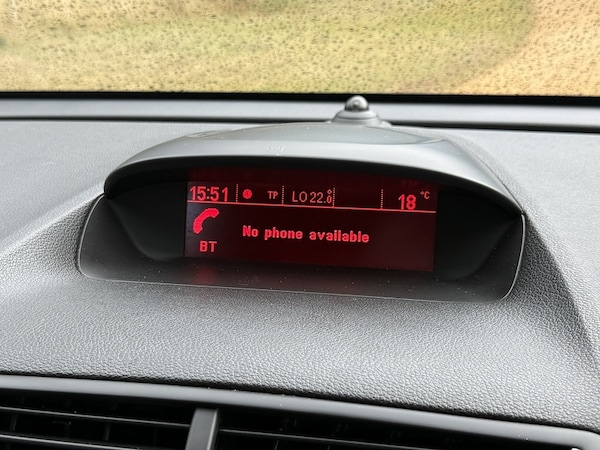 15:51 TP LO 22.0 18 °C
No phone available
BT